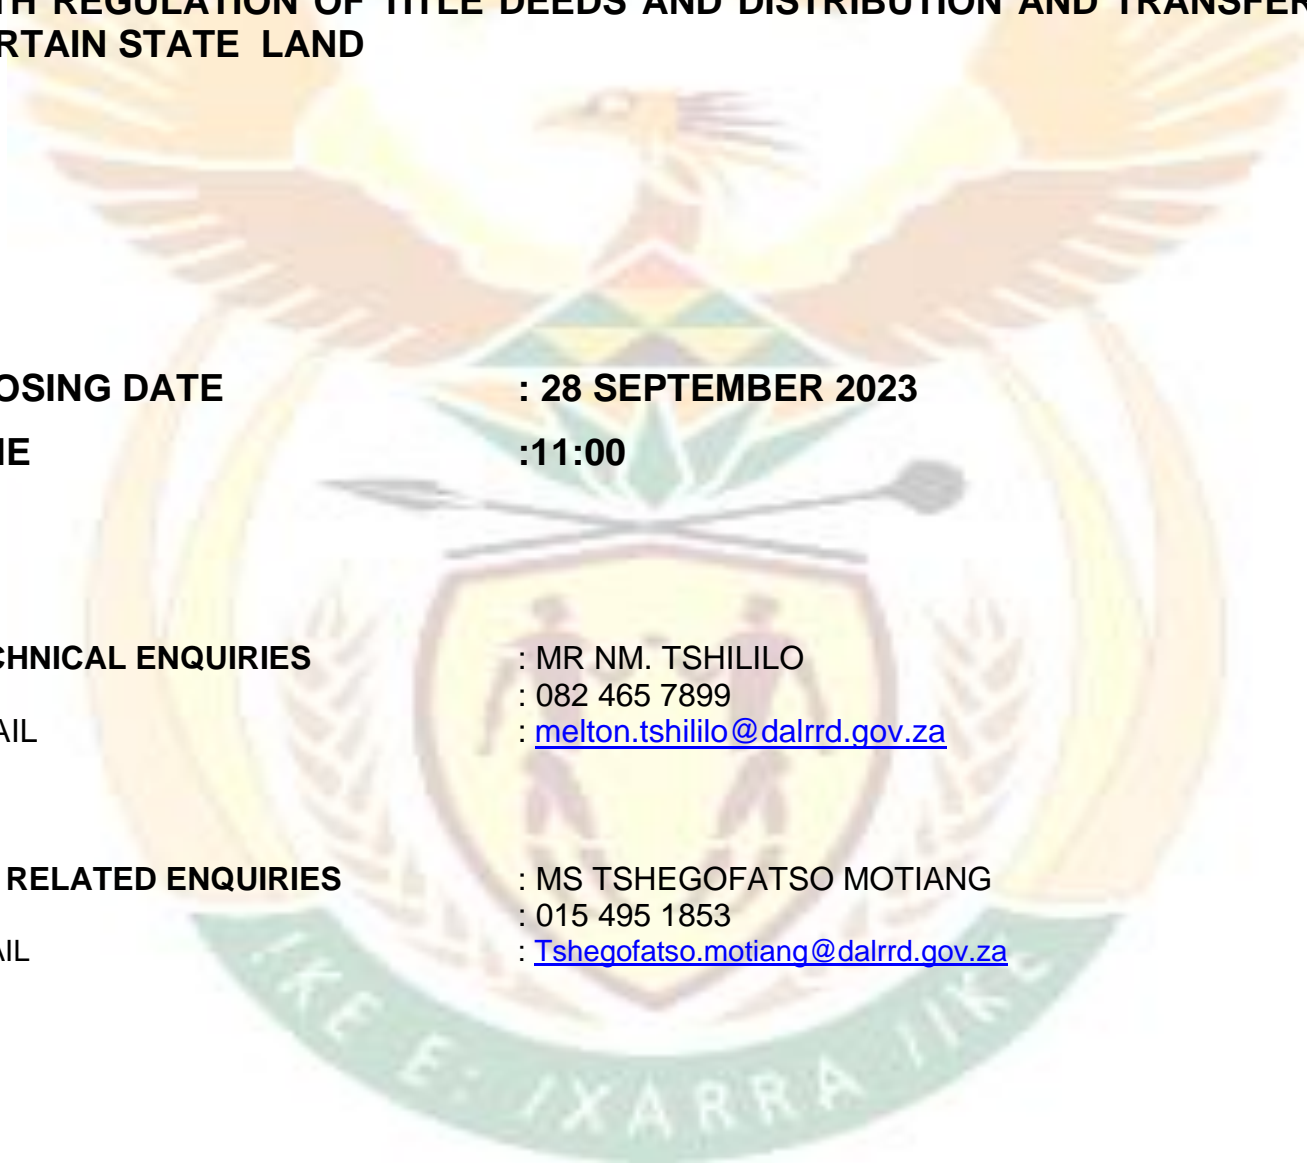 TH REGULATION OF TITLE DEEDS AND DISTRIBUTION AND TRANSFER
RTAIN STATE LAND
OSING DATE : 28 SEPTEMBER 2023
ME :11:00
CHNICAL ENQUIRIES : MR NM. TSHILILO
: 082 465 7899
AIL : melton.tshililo@dalrrd.gov.za
RELATED ENQUIRIES : MS TSHEGOFATSO MOTIANG
: 015 495 1853
AIL : Tshegofatso.motiang@dalrrd.gov.za
!KE E: /XARRA //KE